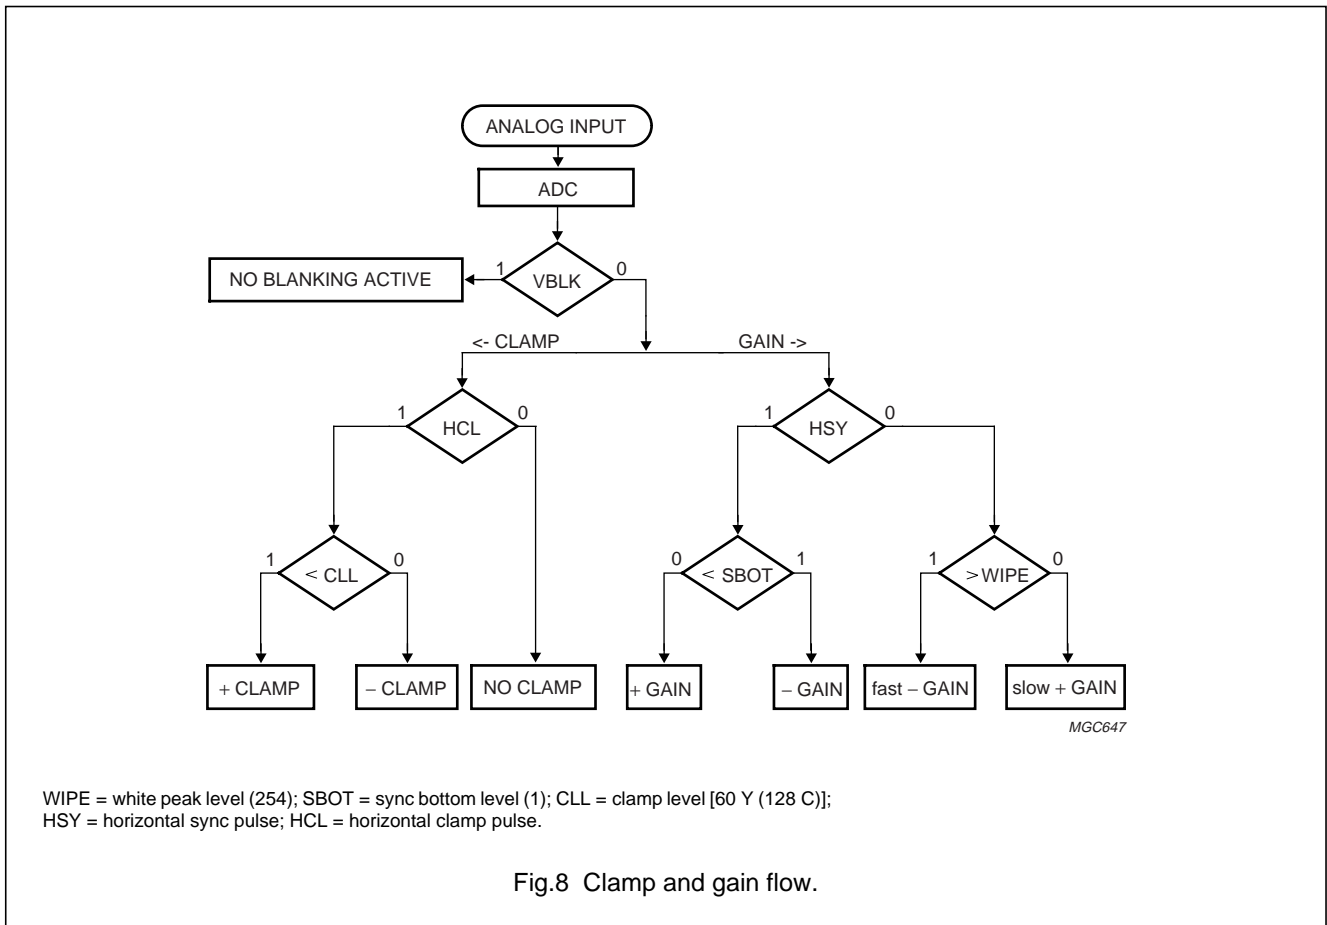 ANALOG INPUT
ADC
1 VBLK 0
NO BLANKING ACTIVE
<- CLAMP GAIN ->
1 HCL 0
1 HSY 0
1 < CLL 0
0 < SBOT 1
1 > WIPE 0
+ CLAMP
− CLAMP
NO CLAMP
+ GAIN
− GAIN
fast − GAIN
slow + GAIN
MGC647
WIPE = white peak level (254); SBOT = sync bottom level (1); CLL = clamp level [60 Y (128 C)];
HSY = horizontal sync pulse; HCL = horizontal clamp pulse.
Fig.8 Clamp and gain flow.